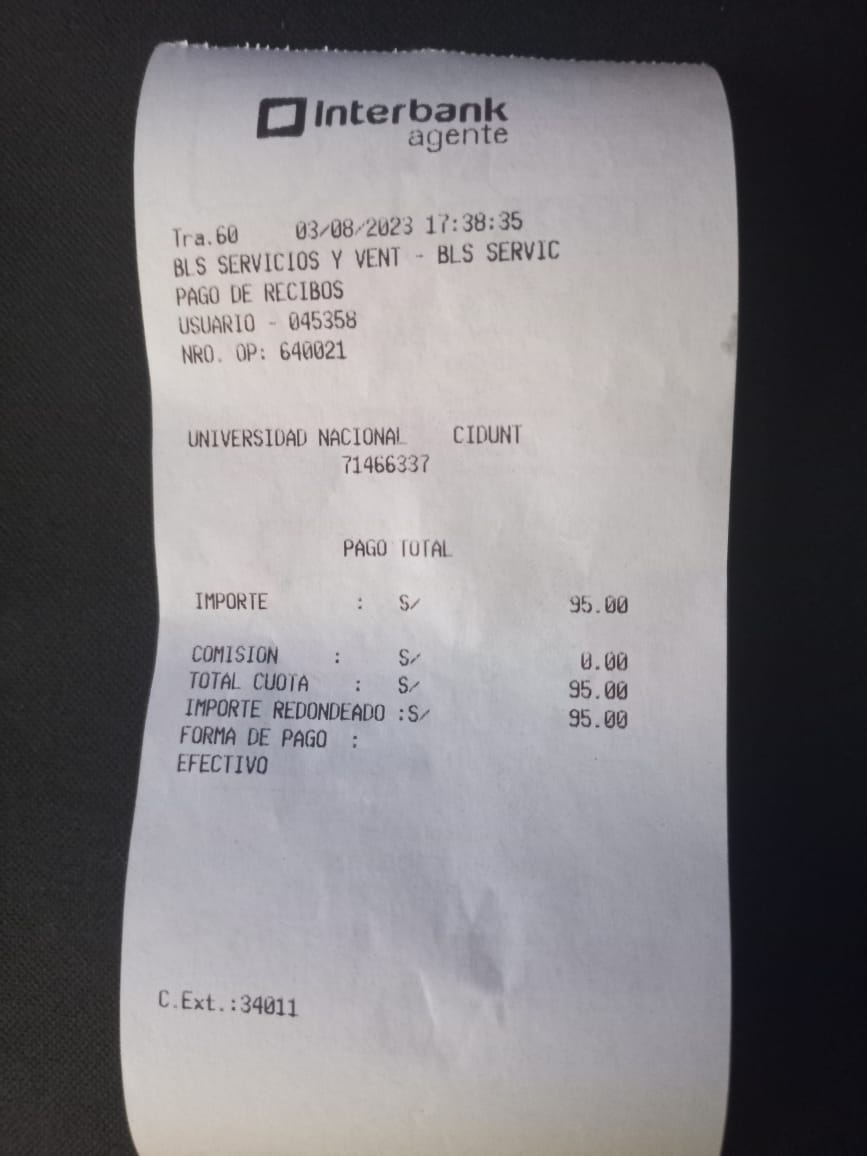 Interbank
agente
Tra.60 03/08/2023 17:38:35
BLS SERVICIOS Y VENT - BLS SERVIC
PAGO DE RECIBOS
USUARIO - 045358
NRO. OP: 640021
UNIVERSIDAD NACIONAL CIDUNT
71466337
PAGO TOTAL
IMPORTE : S/ 95.00
COMISION : S/ 0.00
TOTAL CUOTA : S/ 95.00
IMPORTE REDONDEADO :S/ 95.00
FORMA DE PAGO :
EFECTIVO
C.Ext.:34011